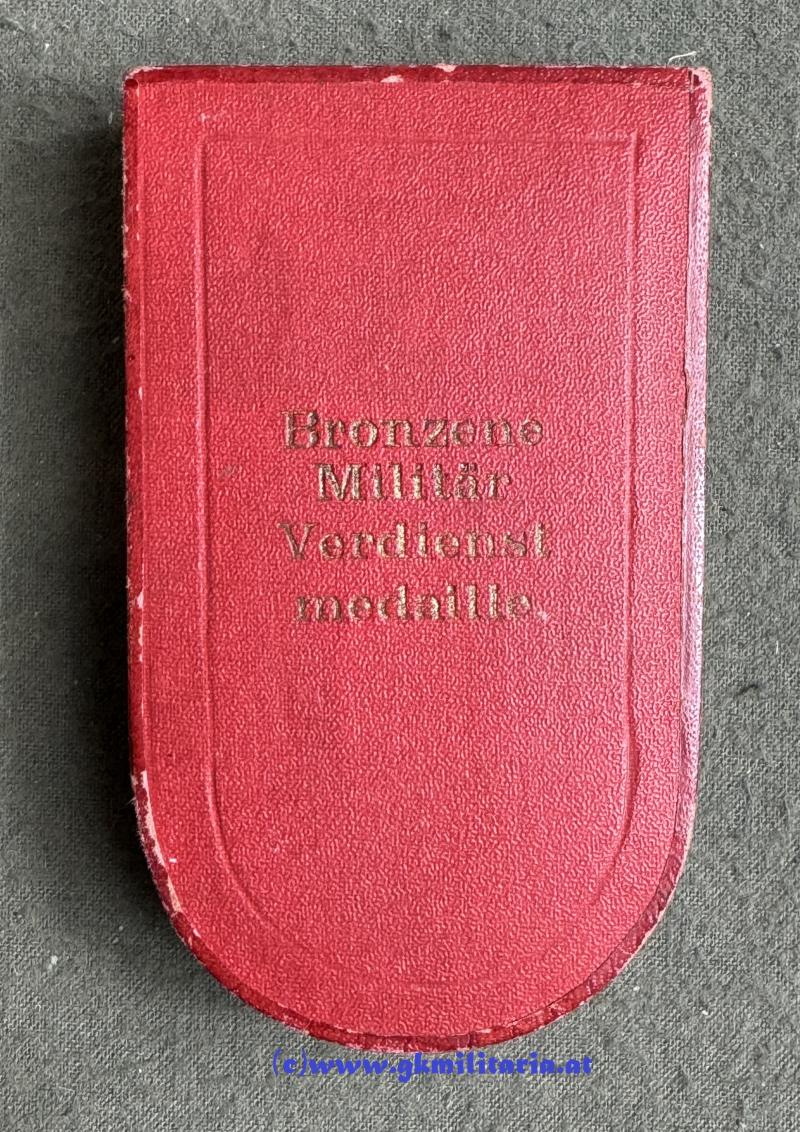 Bronzene
Militär
Verdienst
medaille.
(c)www.gkmilitaria.at